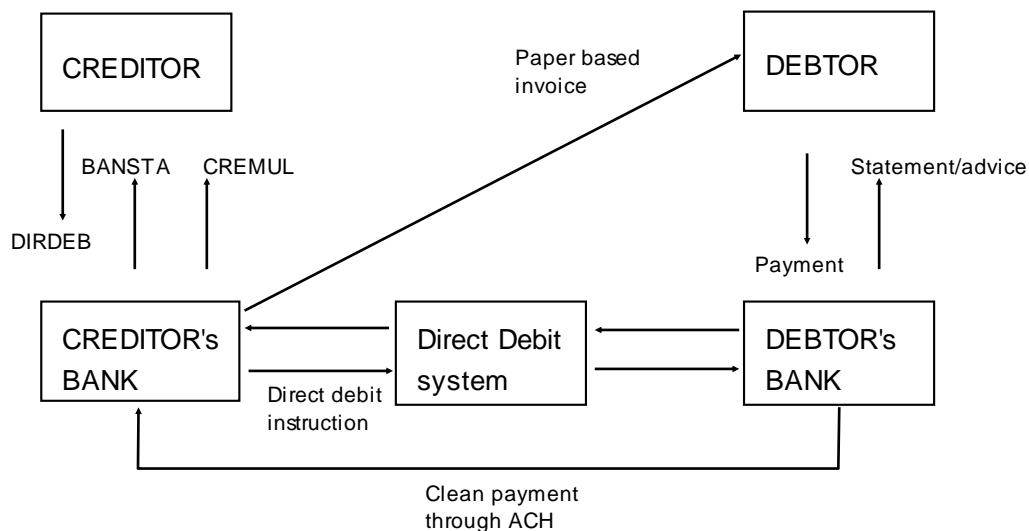 CREDITOR
Paper based
invoice
DEBTOR
BANSTA
CREMUL
Statement/advice
DIRDEB
Payment
CREDITOR's
BANK
Direct Debit
system
DEBTOR's
BANK
Direct debit
instruction
Clean payment
through ACH